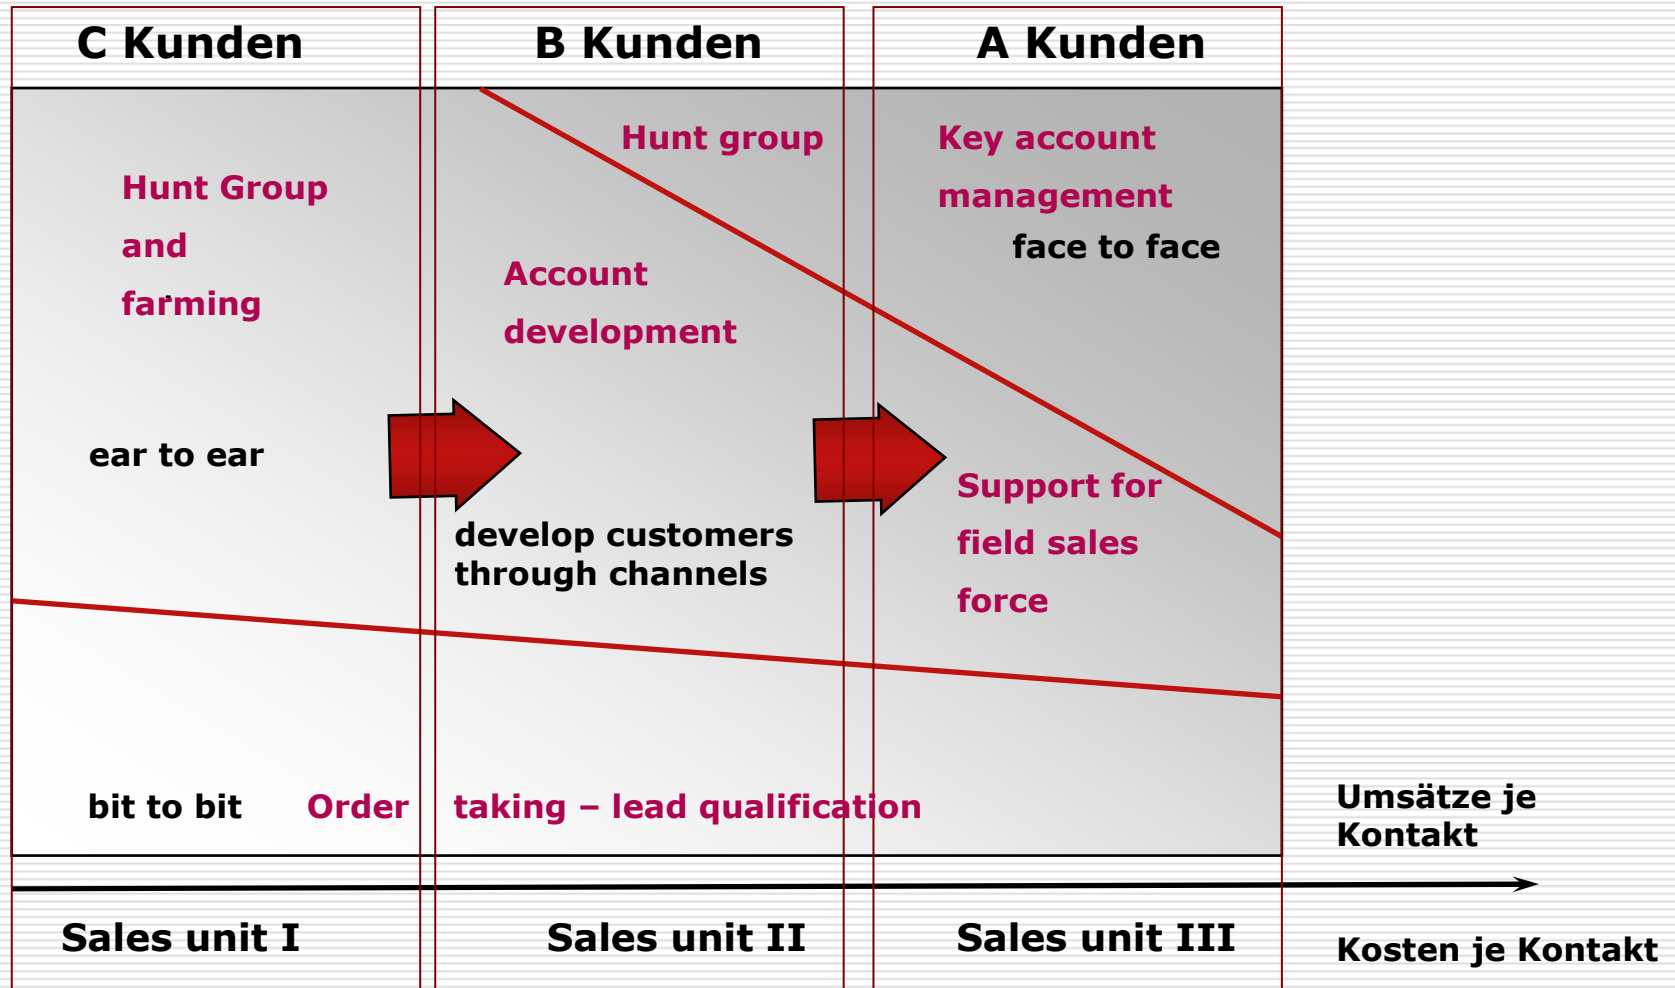 C Kunden
B Kunden
A Kunden
Hunt Group
and
farming
ear to ear
Hunt group
Account
development
develop customers
through channels
Key account
management
face to face
Support for
field sales
force
bit to bit
Order taking – lead qualification
Umsätze je
Kontakt
Sales unit I
Sales unit II
Sales unit III
Kosten je Kontakt